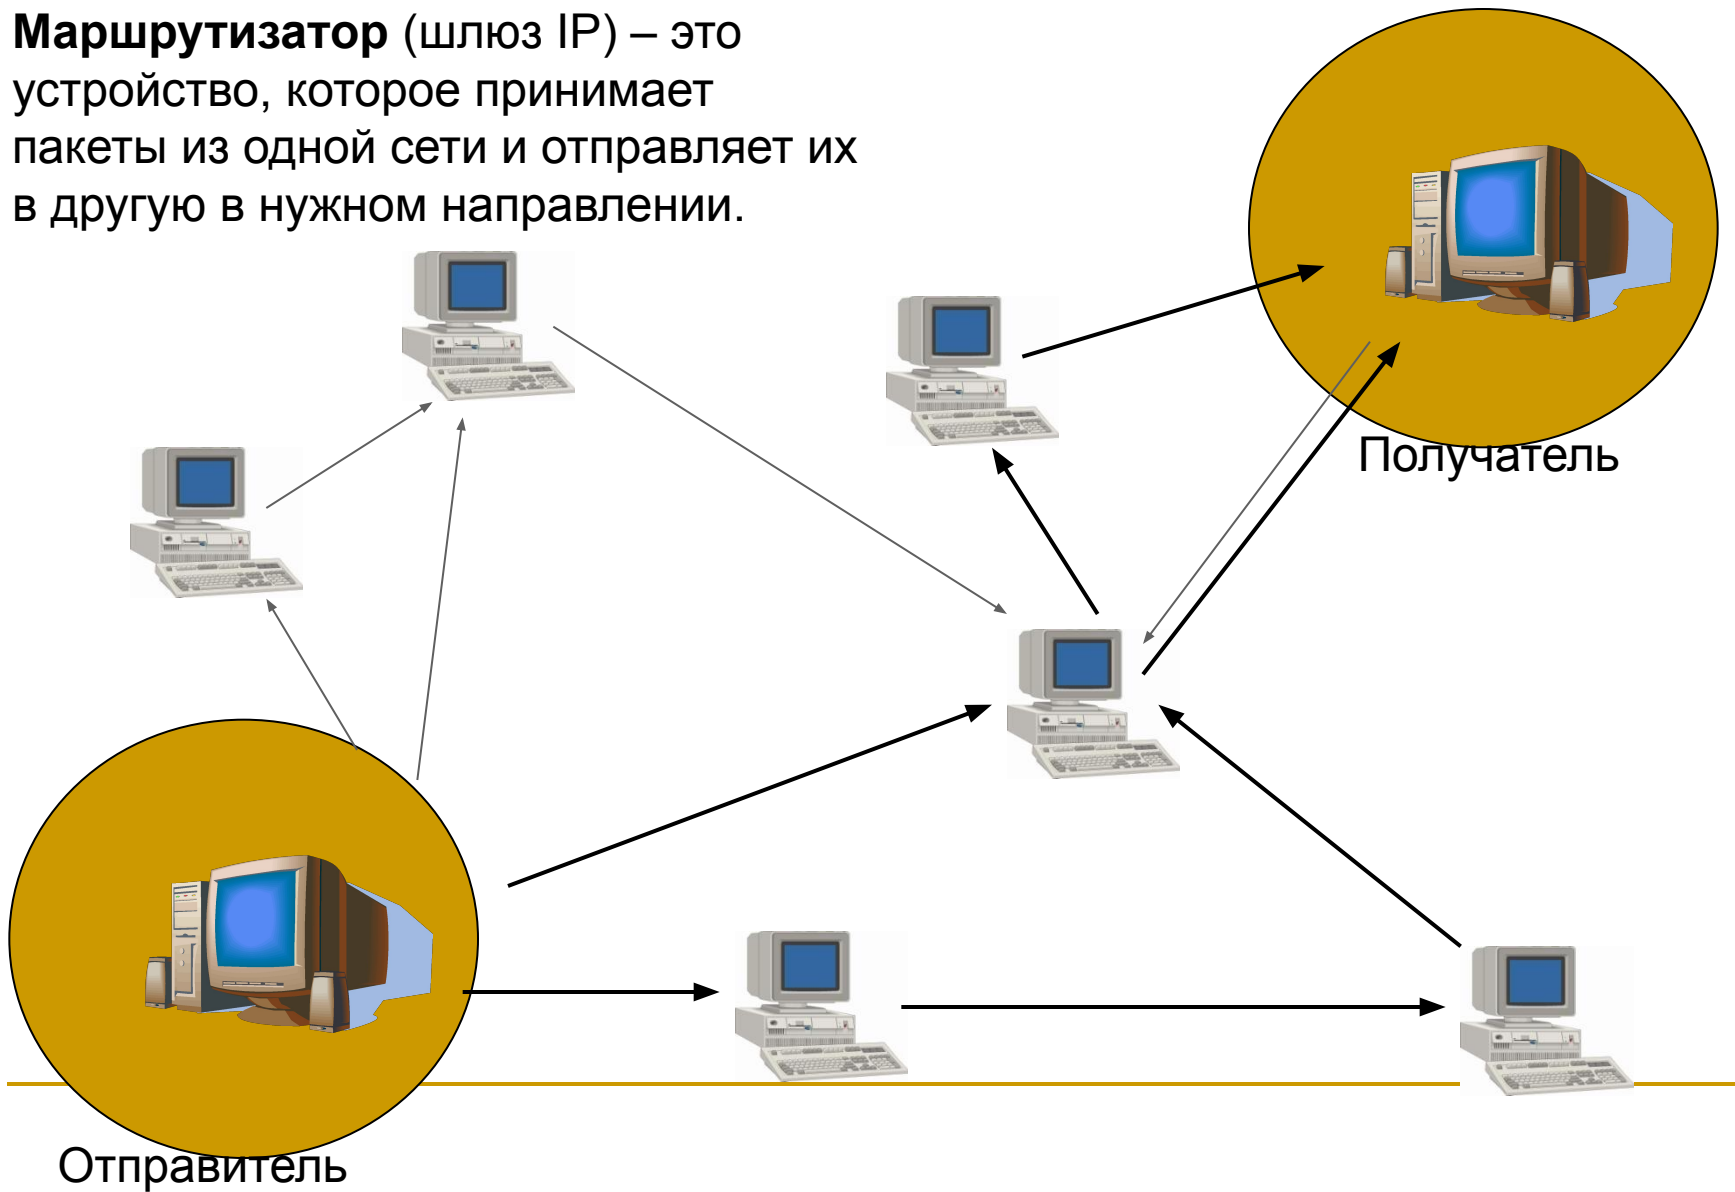 Маршрутизатор (шлюз IP) – это
устройство, которое принимает
пакеты из одной сети и отправляет их
в другую в нужном направлении.
Получатель
Отправитель